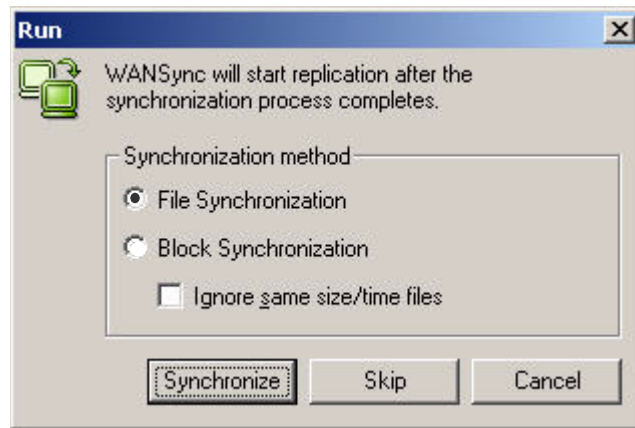 Run
WANSync will start replication after the
synchronization process completes.
Synchronization method
File Synchronization
Block Synchronization
Ignore same size/time files
Synchronize Skip Cancel